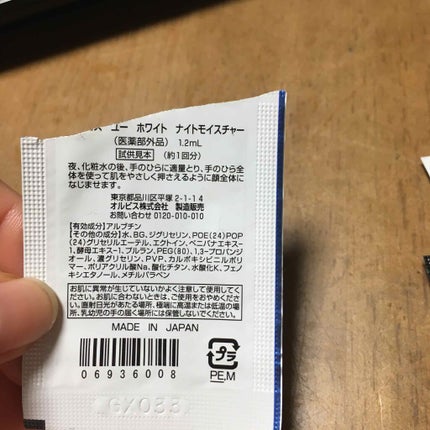 ス ユー ホワイト ナイトモイスチャー
(医薬部外品) 1.2mL
試供見本 (約1回分)
夜、化粧水の後、手のひらに適量とり、手のひら全
体を使って肌をやさしく押さえるように顔全体に
なじませます。
東京都品川区平塚2-1-14
オルビス株式会社 製造販売
お問い合わせ 0120-010-010
【有効成分】アルブチン
【その他の成分】水、BG、ジグリセリン、POE(24)POP
(24)グリセリルエーテル、エクトイン、ベニバナエキス-
1、酵母エキス-1、プルラン、PEG(80)、1,3-プロパンジ
オール、濃グリセリン、PVP、カルボキシビニルポリ
マー、ポリアクリル酸Na、酸化チタン、水酸化K、フェノ
キシエタノール、メチルパラベン
お肌に異常が生じていないかよく注意して使用してく
ださい。お肌に合わないときは、ご使用をおやめください。
直射日光があたる場所、極端に高温または低温の場
所、乳幼児の手の届く場所には保管しないでください。
MADE IN JAPAN
06936008
プラ
PE,M
GX033